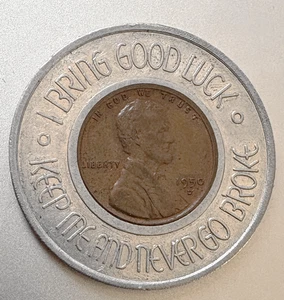 I BRING GOOD LUCK
KEEP ME AND NEVER GO BROKE
IN GOD WE TRUST
LIBERTY
1950
D